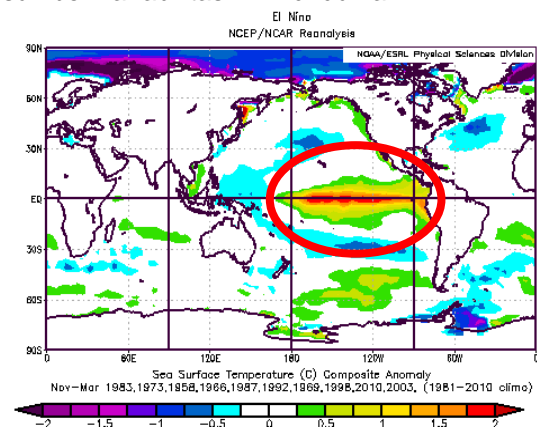 El Niño
NCEP/NCAR Reanalysis
NOAA/ESRL Physical Sciences Division
90N
60N
30N
EQ
30S
60S
90S
0 60E 120E 180 120W 60W 0
Sea Surface Temperature (C) Composite Anomaly
Nov-Mar 1983,1973,1958,1966,1987,1992,1969,1998,2010,2003, (1981-2010 climo)
-2 -1.5 -1 -0.5 0 0.5 1 1.5 2